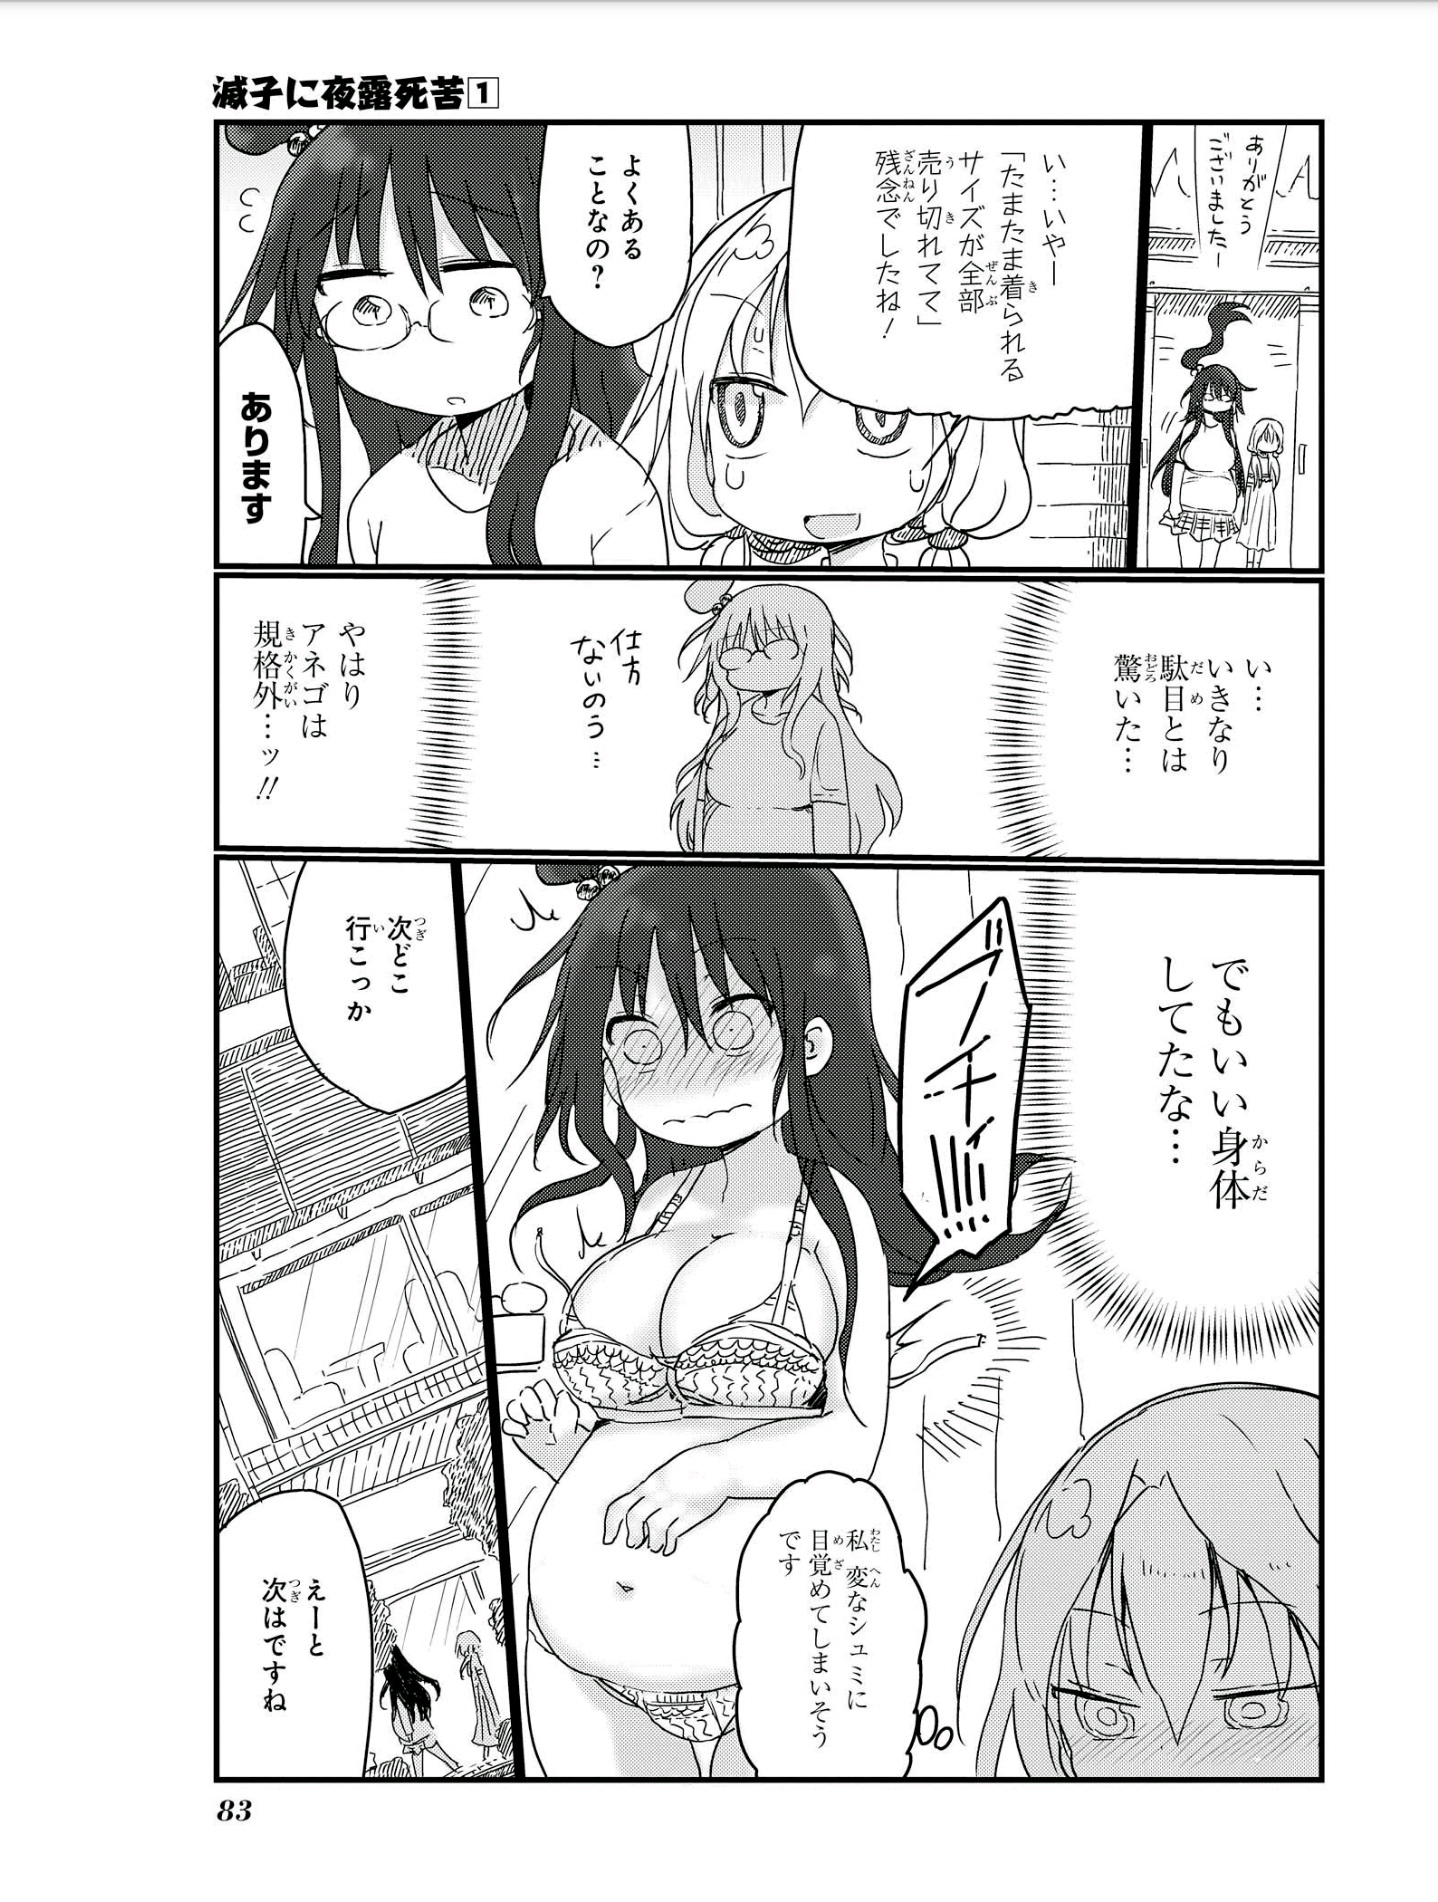 滅子に夜露死苦1
ありがとう
ございましたー
い…いやー
「たまたま着られる
サイズが全部
売り切れてて」
残念でしたね!
よくある
ことなの?
あります
い…
いきなり
駄目とは
驚いた…
仕方
ないのう…
やはり
アネゴは
規格外…ッ!!
でもいい身体
してたな…
私 変なシュミに
目覚めてしまいそう
です
次どこ
行こっか
えーと
次はですね
83